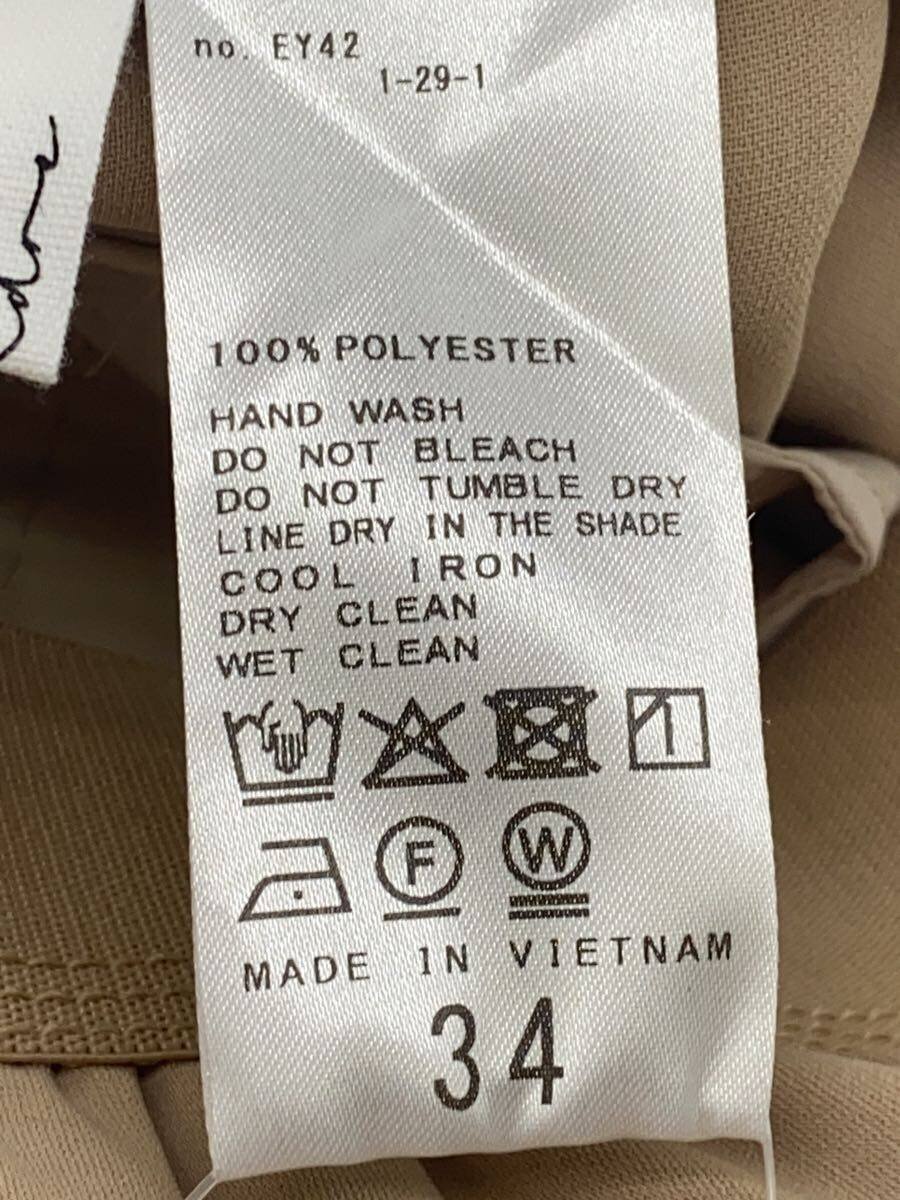 no. EY42
1-29-1
100% POLYESTER
HAND WASH
DO NOT BLEACH
DO NOT TUMBLE DRY
LINE DRY IN THE SHADE
COOL IRON
DRY CLEAN
WET CLEAN
F
W
MADE IN VIETNAM
34